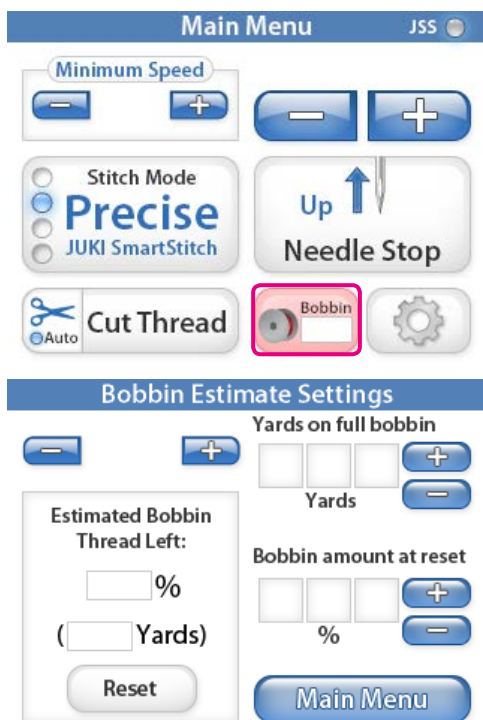 Main Menu
JSS
Minimum Speed
Stitch Mode
Precise
JUKI SmartStitch
Up
Needle Stop
Auto
Cut Thread
Bobbin
Bobbin Estimate Settings
Yards on full bobbin
Yards
Estimated Bobbin
Thread Left:
%
( Yards)
Reset
Bobbin amount at reset
%
Main Menu